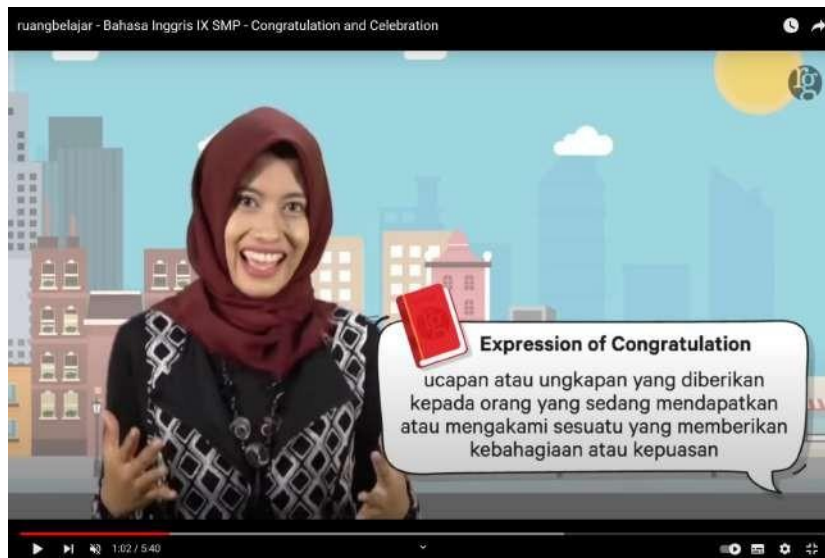 ruangbelajar - Bahasa Inggris IX SMP - Congratulation and Celebration
rg
Expression of Congratulation
ucapan atau ungkapan yang diberikan
kepada orang yang sedang mendapatkan
atau mengakami sesuatu yang memberikan
kebahagiaan atau kepuasan
1:02 / 5:40